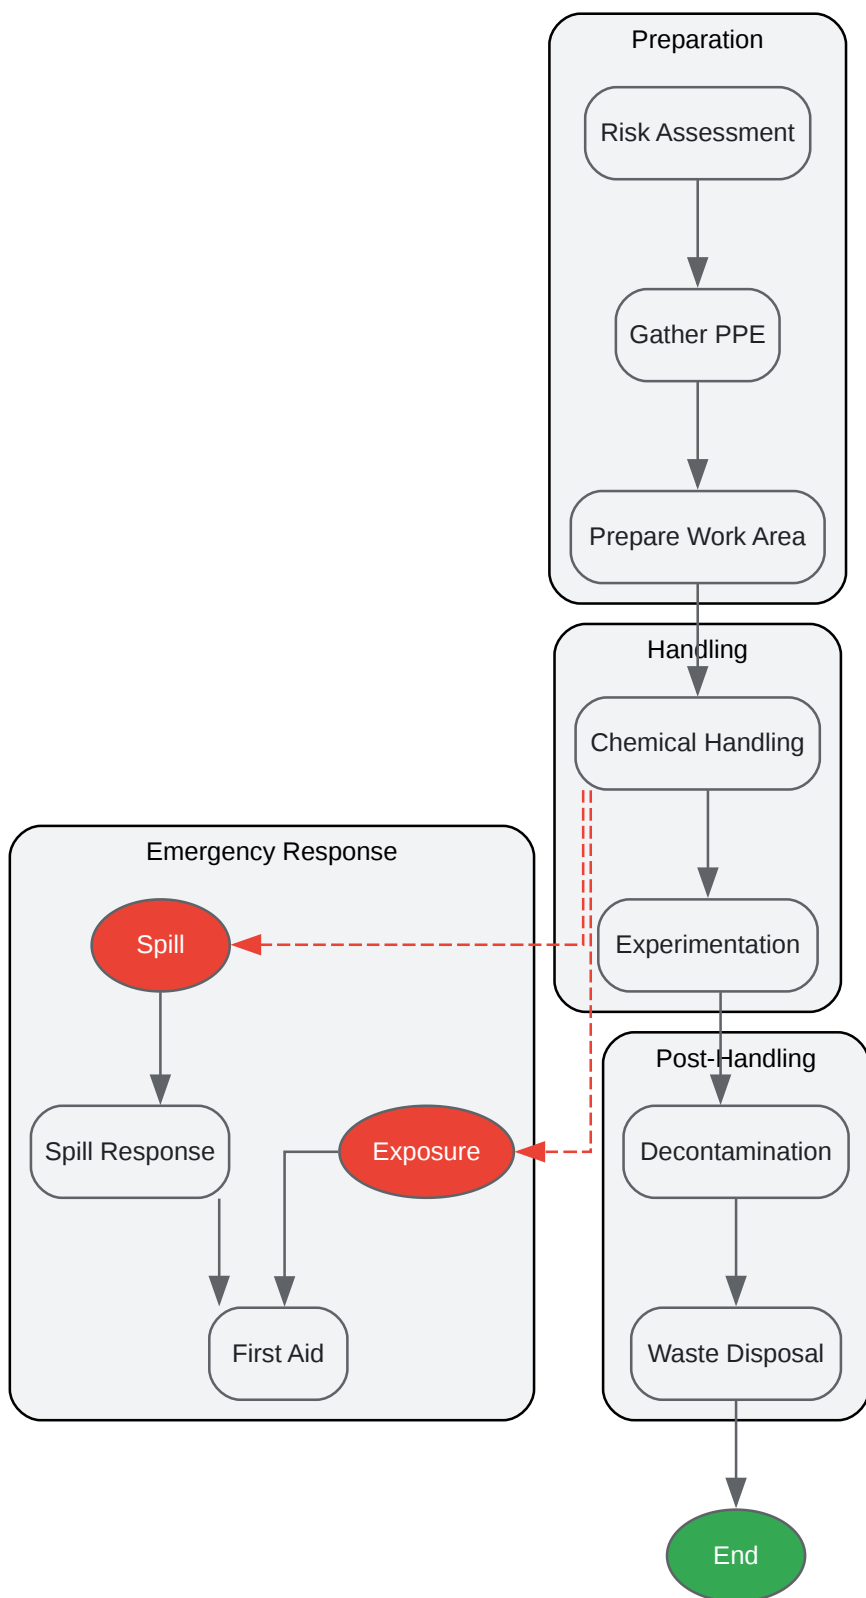 Preparation
Risk Assessment
Gather PPE
Prepare Work Area
Handling
Chemical Handling
Experimentation
Emergency Response
Spill
Spill Response
Exposure
First Aid
Post-Handling
Decontamination
Waste Disposal
End